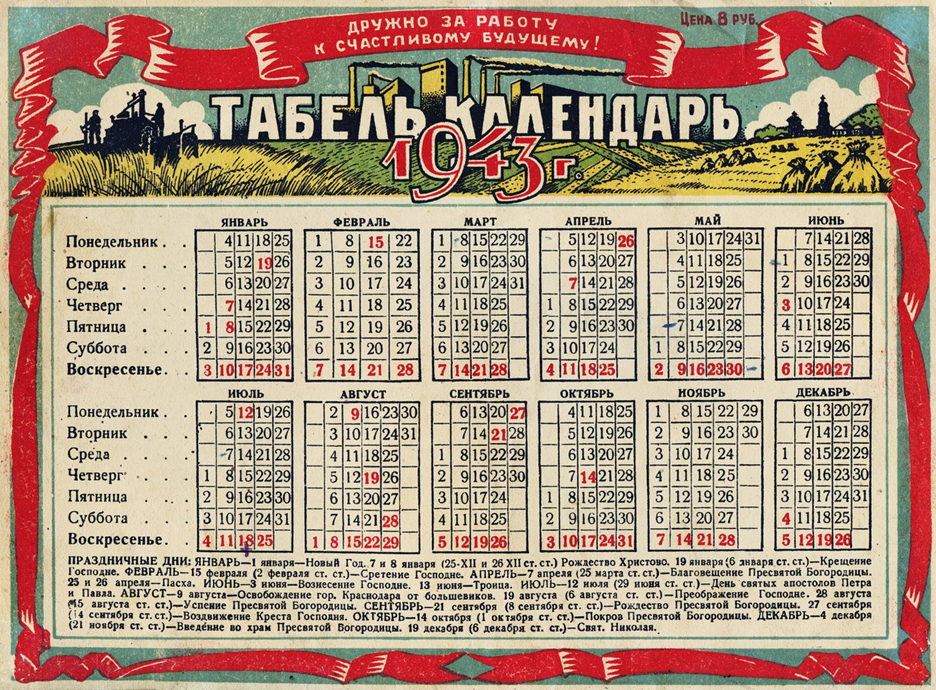 ДРУЖНО ЗА РАБОТУ
К СЧАСТЛИВОМУ БУДУЩЕМУ!
ЦЕНА 8 РУБ.
ТАБЕЛЬ КАЛЕНДАРЬ
1943 г.
ЯНВАРЬ ФЕВРАЛЬ МАРТ АПРЕЛЬ МАЙ ИЮНЬ
Понедельник . . 4 11 18 25 1 8 15 22 1 8 15 22 29 5 12 19 26 3 10 17 24 31 7 14 21 28
Вторник . . . 5 12 19 26 2 9 16 23 2 9 16 23 30 6 13 20 27 4 11 18 25 1 8 15 22 29
Среда . . . . 6 13 20 27 3 10 17 24 3 10 17 24 31 7 14 21 28 5 12 19 26 2 9 16 23 30
Четверг . . . 7 14 21 28 4 11 18 25 4 11 18 25 1 8 15 22 29 6 13 20 27 3 10 17 24
Пятница . . . 1 8 15 22 29 5 12 19 26 5 12 19 26 2 9 16 23 30 7 14 21 28 4 11 18 25
Суббота . . . 2 9 16 23 30 6 13 20 27 6 13 20 27 3 10 17 24 1 8 15 22 29 5 12 19 26
Воскресенье . . 3 10 17 24 31 7 14 21 28 7 14 21 28 4 11 18 25 2 9 16 23 30 6 13 20 27
ИЮЛЬ АВГУСТ СЕНТЯБРЬ ОКТЯБРЬ НОЯБРЬ ДЕКАБРЬ
Понедельник . . 5 12 19 26 2 9 16 23 30 6 13 20 27 4 11 18 25 1 8 15 22 29 6 13 20 27
Вторник . . . 6 13 20 27 3 10 17 24 31 7 14 21 28 5 12 19 26 2 9 16 23 30 7 14 21 28
Среда . . . . 7 14 21 28 4 11 18 25 1 8 15 22 29 6 13 20 27 3 10 17 24 1 8 15 22 29
Четверг . . . 1 8 15 22 29 5 12 19 26 2 9 16 23 30 7 14 21 28 4 11 18 25 2 9 16 23 30
Пятница . . . 2 9 16 23 30 6 13 20 27 3 10 17 24 1 8 15 22 29 5 12 19 26 3 10 17 24 31
Суббота . . . 3 10 17 24 31 7 14 21 28 4 11 18 25 2 9 16 23 30 6 13 20 27 4 11 18 25
Воскресенье . . 4 11 18 25 1 8 15 22 29 5 12 19 26 3 10 17 24 31 7 14 21 28 5 12 19 26
ПРАЗДНИЧНЫЕ ДНИ: ЯНВАРЬ—1 января—Новый Год. 7 и 8 января (25-XII и 26 XII ст. ст.) Рождество Христово. 19 января (6 января ст. ст.)—Крещение
Господне. ФЕВРАЛЬ—15 февраля (2 февраля ст. ст.)—Сретение Господне. АПРЕЛЬ—7 апреля (25 марта ст. ст.)—Благовещение Пресвятой Богородицы.
25 и 26 апреля—Пасха. ИЮНЬ—3 июня—Вознесение Господне. 13 июня—Троица. ИЮЛЬ—12 июля (29 июня ст. ст.)—День святых апостолов Петра
и Павла. АВГУСТ—9 августа—Освобождение гор. Краснодара от большевиков. 19 августа (6 августа ст. ст.)—Преображение Господне. 28 августа
(15 августа ст. ст.)—Успение Пресвятой Богородицы. СЕНТЯБРЬ—21 сентября (8 сентября ст. ст.)—Рождество Пресвятой Богородицы. 27 сентября
(14 сентября ст. ст.)—Воздвижение Креста Господня. ОКТЯБРЬ—14 октября (1 октября ст. ст.)—Покров Пресвятой Богородицы. ДЕКАБРЬ—4 декабря
(21 ноября ст. ст.)—Введение во храм Пресвятой Богородицы. 19 декабря (6 декабря ст. ст.)—Свят. Николая.